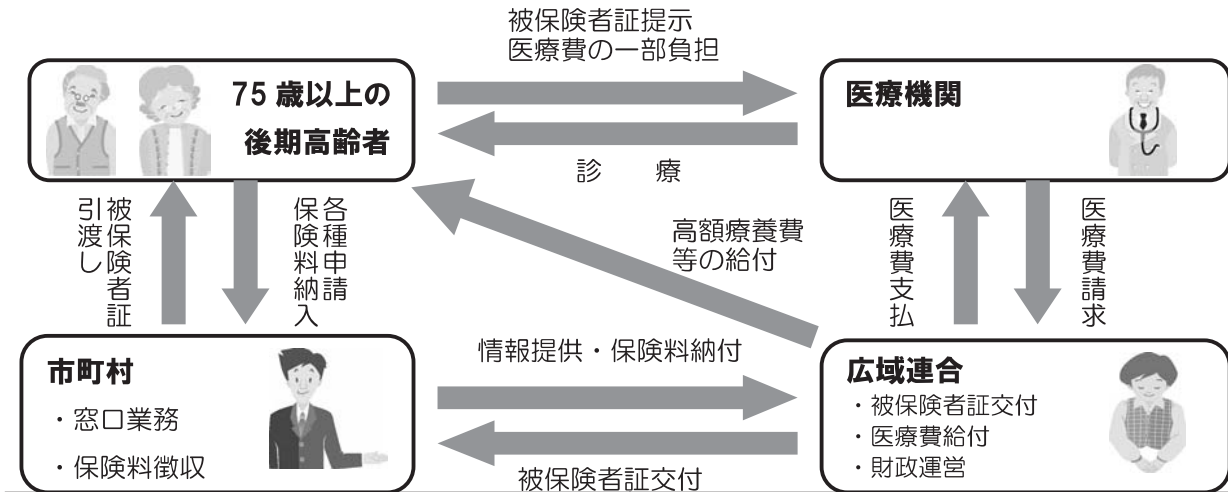 被保険者証提示
医療費の一部負担
75歳以上の
後期高齢者
医療機関
診　療
被保険者証
引渡し
各種申請
保険料納入
高額療養費
等の給付
医療費支払
医療費請求
市町村
・窓口業務
・保険料徴収
情報提供・保険料納付
被保険者証交付
広域連合
・被保険者証交付
・医療費給付
・財政運営